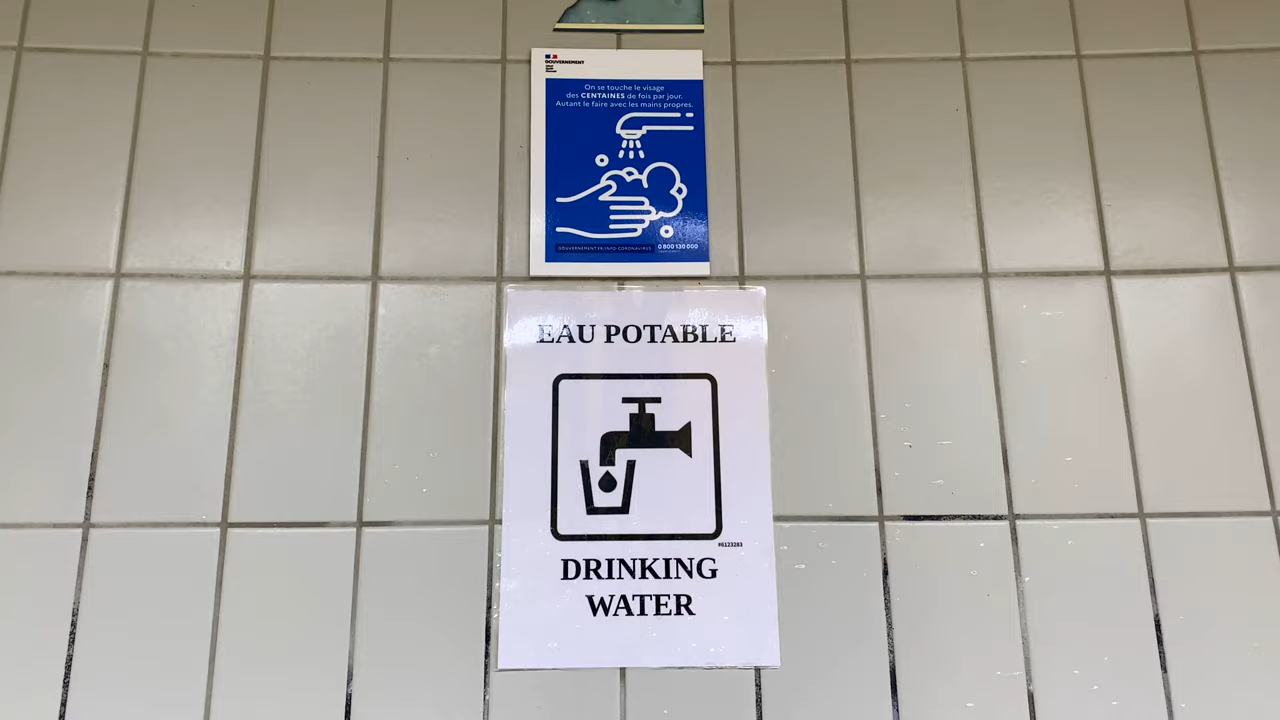 GOUVERNEMENT
On se touche le visage
des CENTAINES de fois par jour.
Autant le faire avec les mains propres.
GOUVERNEMENT.FR/INFO-CORONAVIRUS
0 800 130 000
EAU POTABLE
#6123283
DRINKING
WATER